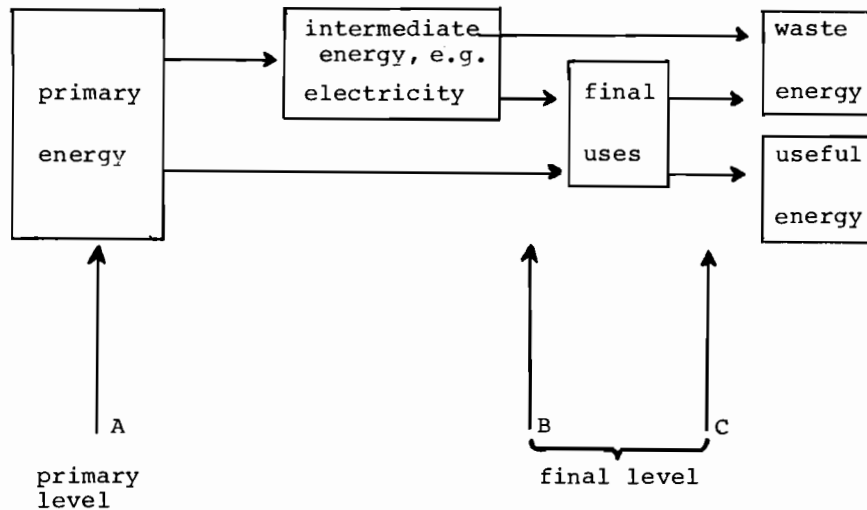 primary
energy
intermediate
energy, e.g.
electricity
final
uses
waste
energy
useful
energy
A
primary
level
B
C
final level